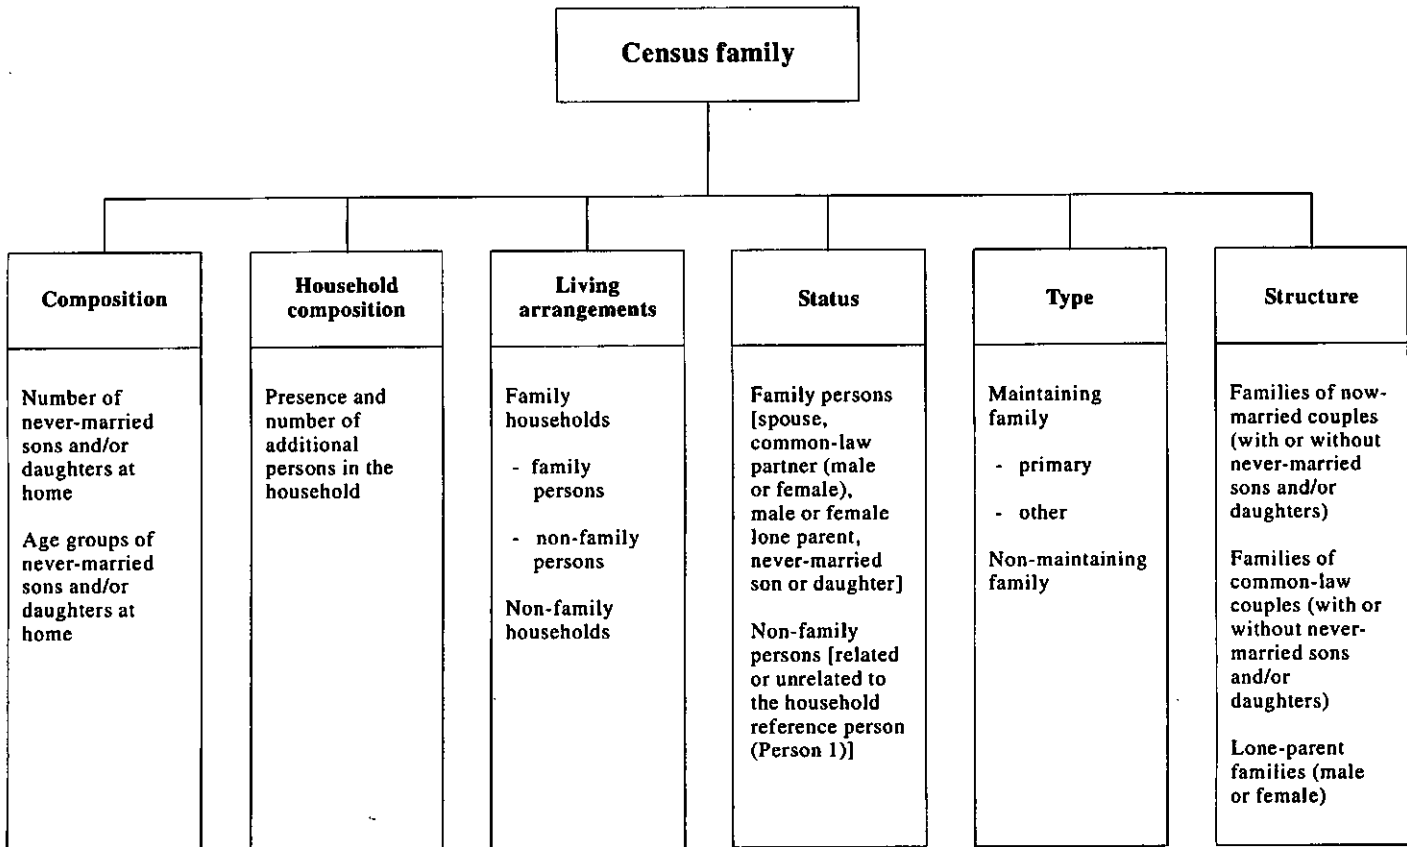 Census family
Composition
Number of
never-married
sons and/or
daughters at
home
Age groups of
never-married
sons and/or
daughters at
home
Household
composition
Presence and
number of
additional
persons in the
household
Living
arrangements
Family
households
- family
persons
- non-family
persons
Non-family
households
Status
Family persons
[spouse,
common-law
partner (male
or female),
male or female
lone parent,
never-married
son or daughter]
Non-family
persons [related
or unrelated to
the household
reference person
(Person 1)]
Type
Maintaining
family
- primary
- other
Non-maintaining
family
Structure
Families of now-
married couples
(with or without
never-married
sons and/or
daughters)
Families of
common-law
couples (with or
without never-
married sons
and/or
daughters)
Lone-parent
families (male
or female)